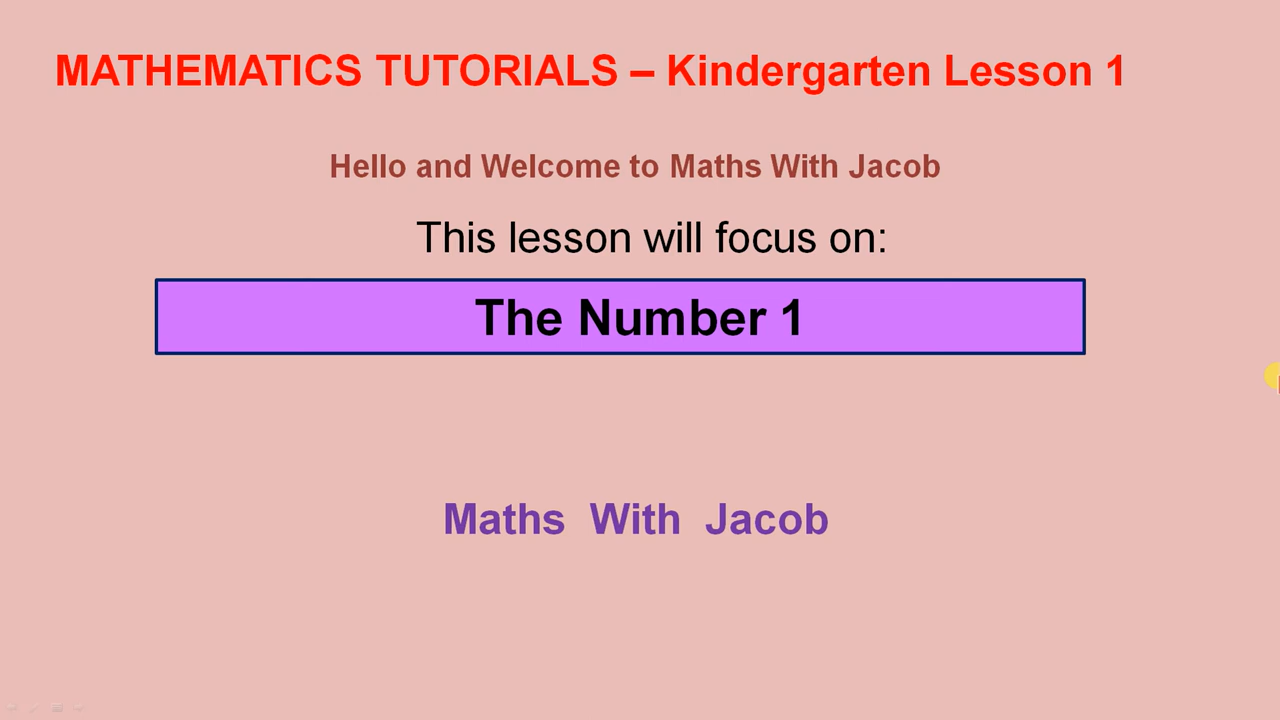 MATHEMATICS TUTORIALS – Kindergarten Lesson 1
Hello and Welcome to Maths With Jacob
This lesson will focus on:
The Number 1
Maths With Jacob